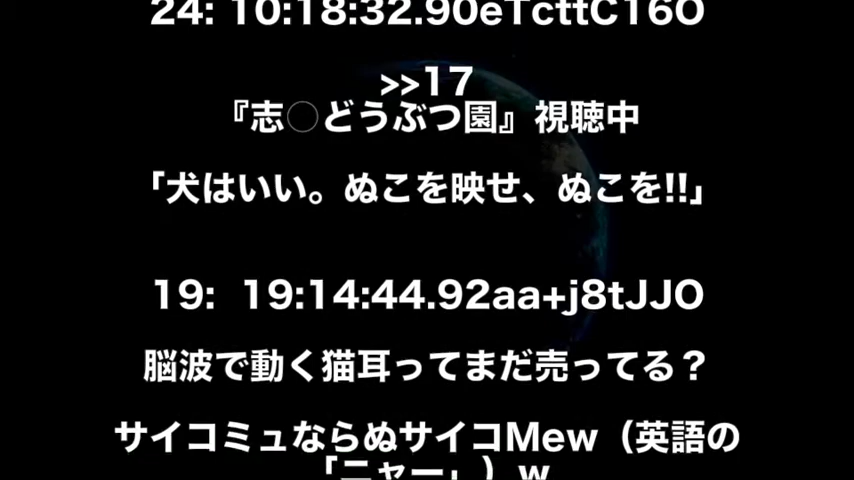 24: 10:18:32.90eTcttC16O
>>17
『志◯どうぶつ園』視聴中
「犬はいい。ぬこを映せ、ぬこを!!」
19: 19:14:44.92aa+j8tJJO
脳波で動く猫耳ってまだ売ってる？
サイコミュならぬサイコMew（英語の
「ニャー」）w